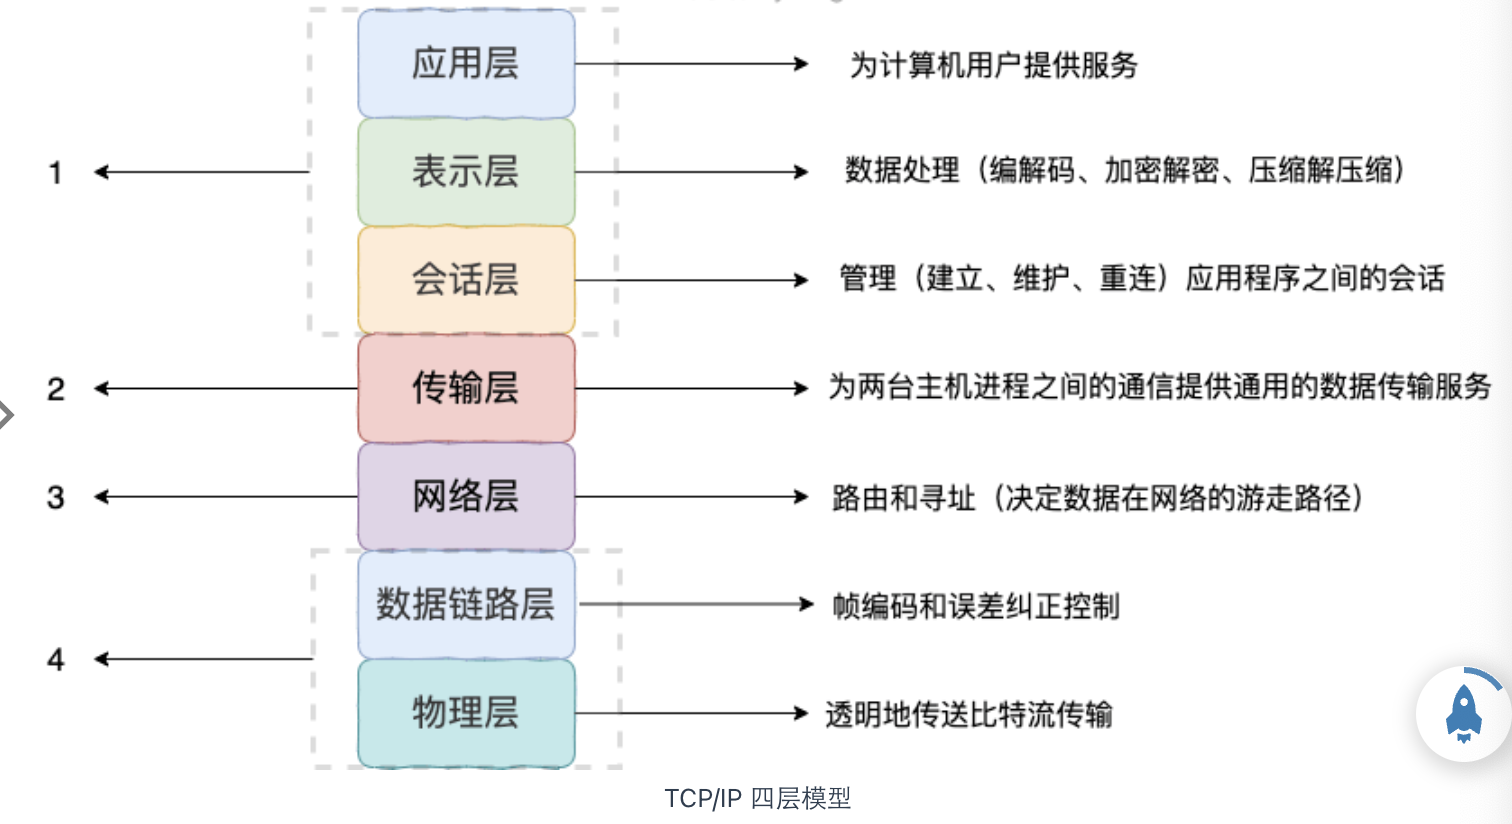 应用层
为计算机用户提供服务
1
表示层
数据处理（编解码、加密解密、压缩解压缩）
会话层
管理（建立、维护、重连）应用程序之间的会话
2
传输层
为两台主机进程之间的通信提供通用的数据传输服务
3
网络层
路由和寻址（决定数据在网络的游走路径）
数据链路层
帧编码和误差纠正控制
4
物理层
透明地传送比特流传输
TCP/IP 四层模型